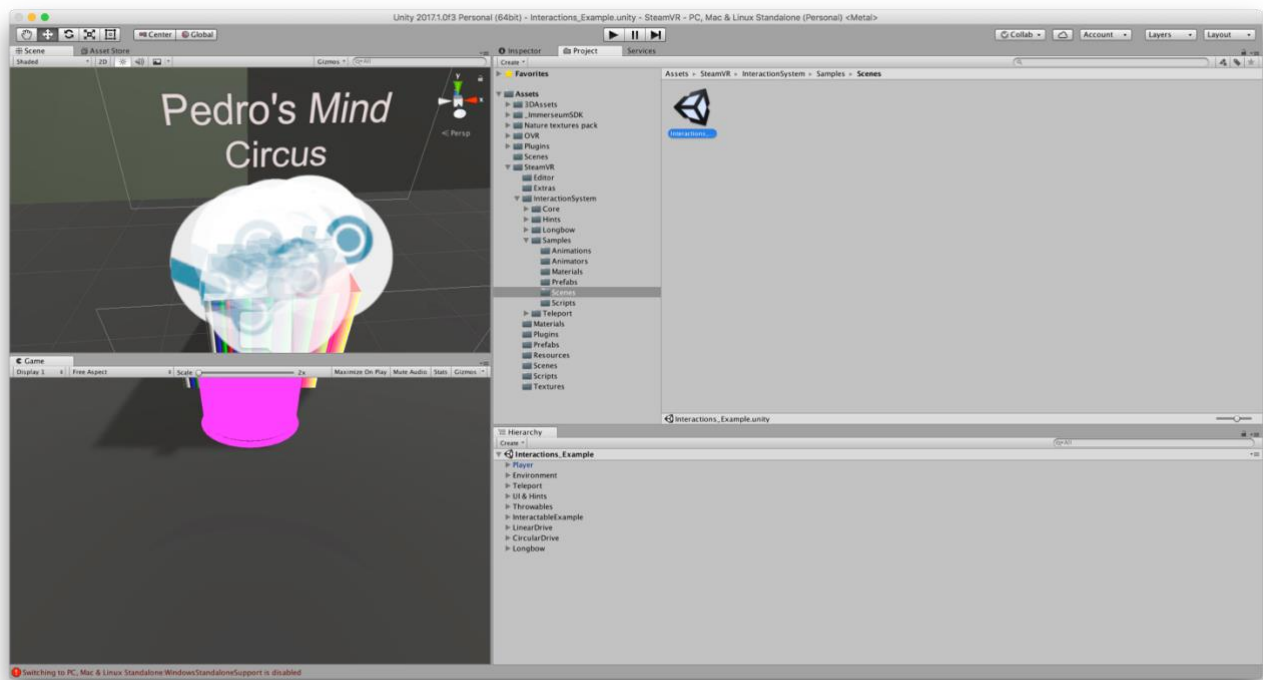 Unity 2017.1.0f3 Personal (64bit) - Interactions_Example.unity - SteamVR - PC, Mac & Linux Standalone (Personal) <Metal>
Center Global Collab Account Layers Layout
Scene Asset Store
Shaded 2D Gizmos All
Pedro's Mind
Circus
y
x
Persp
Game
Display 1 Free Aspect Scale 2x Maximize On Play Mute Audio Stats Gizmos
Inspector Project Services
Create
Favorites
Assets
3DAssets
_ImmerseumSDK
Nature textures pack
OVR
Plugins
Scenes
SteamVR
Editor
Extras
InteractionSystem
Core
Hints
Longbow
Samples
Animations
Animators
Materials
Prefabs
Scenes
Scripts
Teleport
Materials
Plugins
Prefabs
Resources
Scenes
Scripts
Textures
Assets SteamVR InteractionSystem Samples Scenes
Interactions_...
Interactions_Example.unity
Hierarchy
Create All
Interactions_Example
Player
Environment
Teleport
UI & Hints
Throwables
InteractableExample
LinearDrive
CircularDrive
Longbow
Switching to PC, Mac & Linux Standalone:WindowsStandaloneSupport is disabled